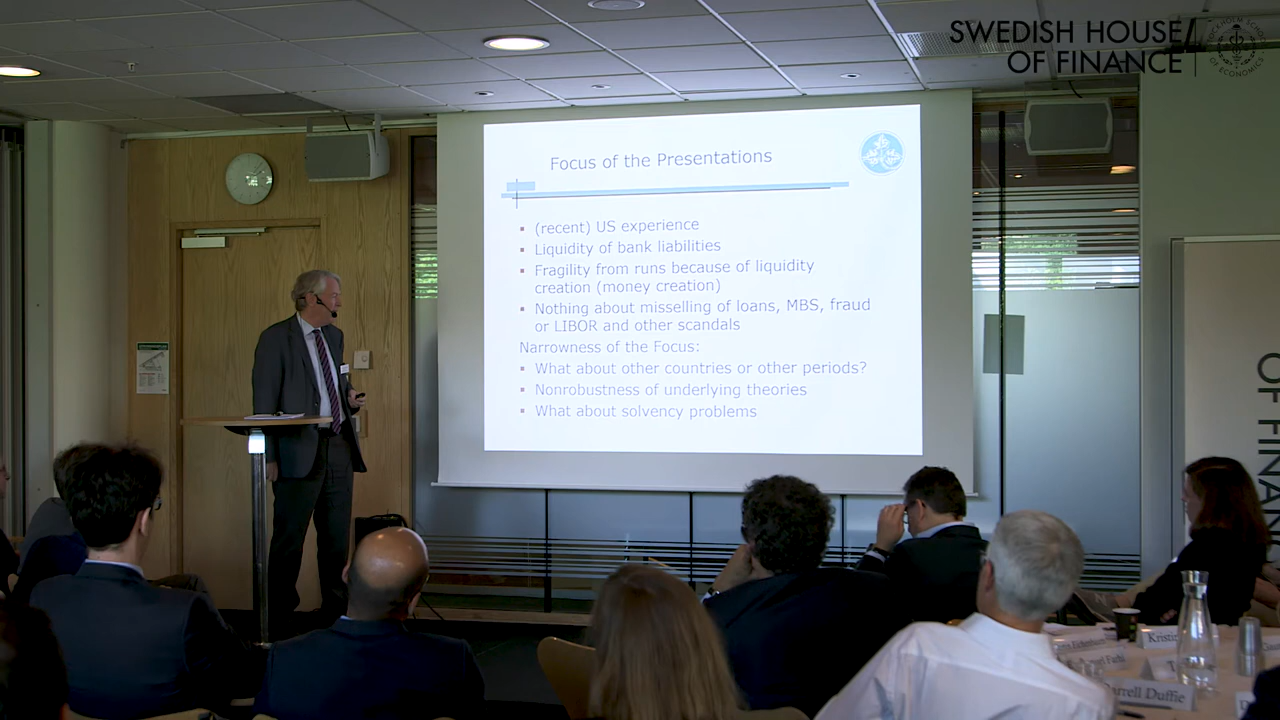 SWEDISH HOUSE/
OF FINANCE
Focus of the Presentations
(recent) US experience
Liquidity of bank liabilities
Fragility from runs because of liquidity
creation (money creation)
Nothing about misselling of loans, MBS, fraud
or LIBOR and other scandals
Narrowness of the Focus:
What about other countries or other periods?
Nonrobustness of underlying theories
What about solvency problems
OF FINAN
Kristi
rrell Duffie